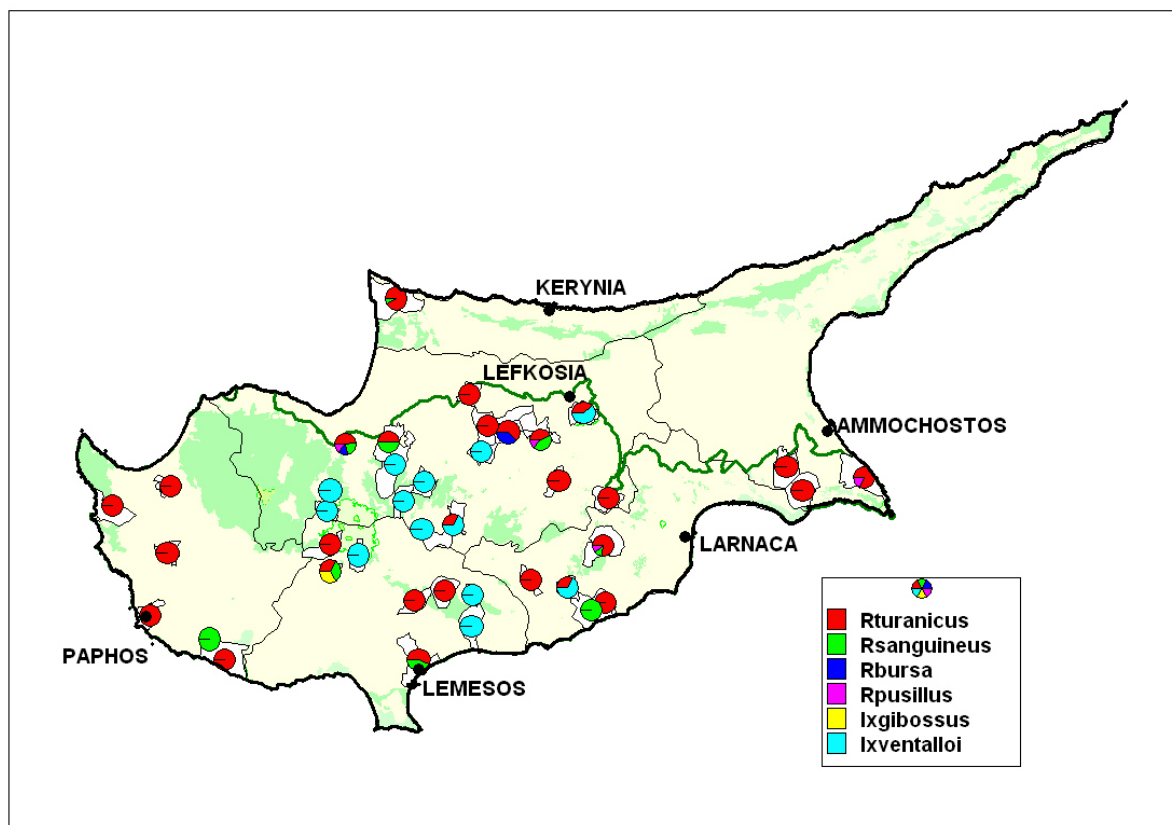 KERYNIA
LEFKOSIA
AMMOCHOSTOS
LARNACA
PAPHOS
LEMESOS
Rturanicus
Rsanguineus
Rbursa
Rpusillus
Ixgibossus
Ixventalloi